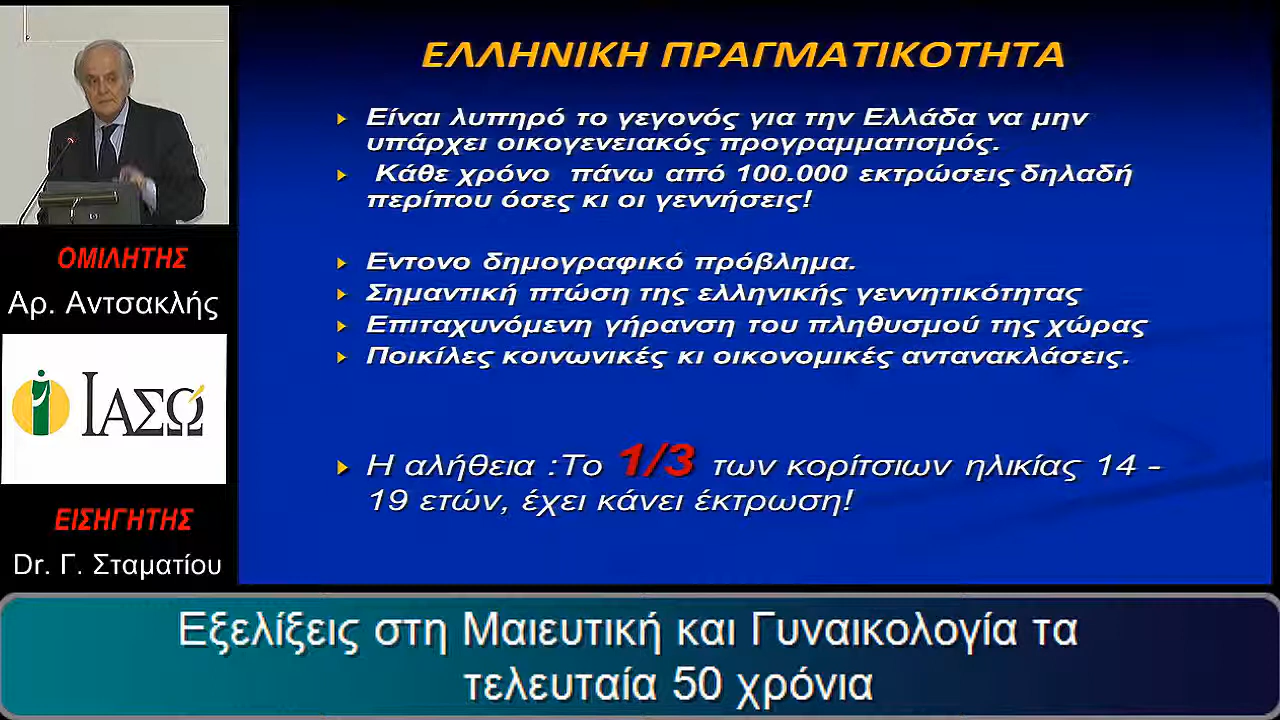 ΕΛΛΗΝΙΚΗ ΠΡΑΓΜΑΤΙΚΟΤΗΤΑ
Είναι λυπηρό το γεγονός για την Ελλάδα να μην
υπάρχει οικογενειακός προγραμματισμός.
Κάθε χρόνο πάνω από 100.000 εκτρώσεις δηλαδή
περίπου όσες κι οι γεννήσεις!
Εντονο δημογραφικό πρόβλημα.
Σημαντική πτώση της ελληνικής γεννητικότητας
Επιταχυνόμενη γήρανση του πληθυσμού της χώρας
Ποικίλες κοινωνικές κι οικονομικές αντανακλάσεις.
Η αλήθεια :Το 1/3 των κορίτσιων ηλικίας 14 -
19 ετών, έχει κάνει έκτρωση!
ΟΜΙΛΗΤΗΣ
Αρ. Αντσακλής
ΙΑΣΩ
ΕΙΣΗΓΗΤΗΣ
Dr. Γ. Σταματίου
Εξελίξεις στη Μαιευτική και Γυναικολογία τα
τελευταία 50 χρόνια